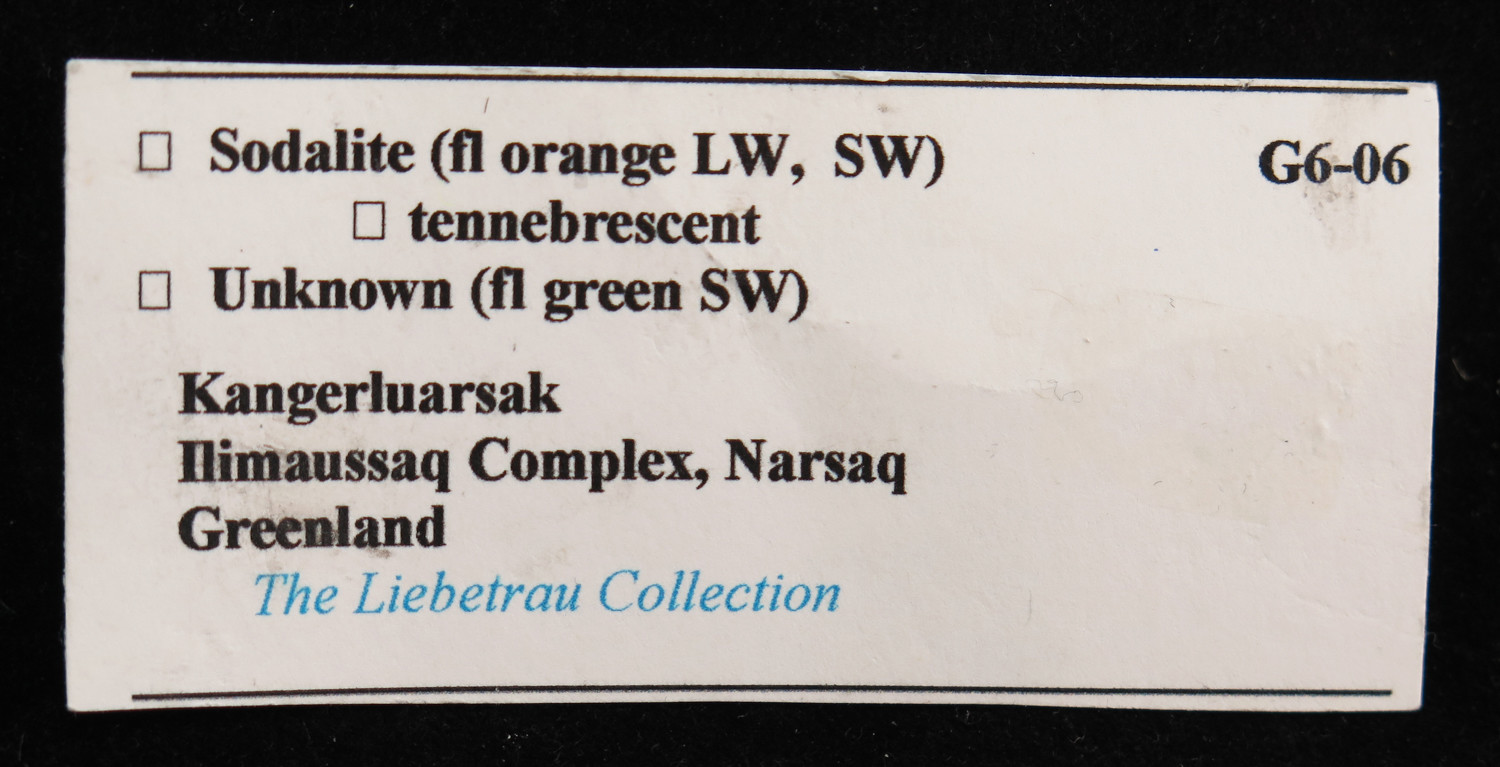 □ Sodalite (fl orange LW, SW) G6-06
□ tennebrescent
□ Unknown (fl green SW)
Kangerluarsak
Ilimaussaq Complex, Narsaq
Greenland
The Liebetrau Collection